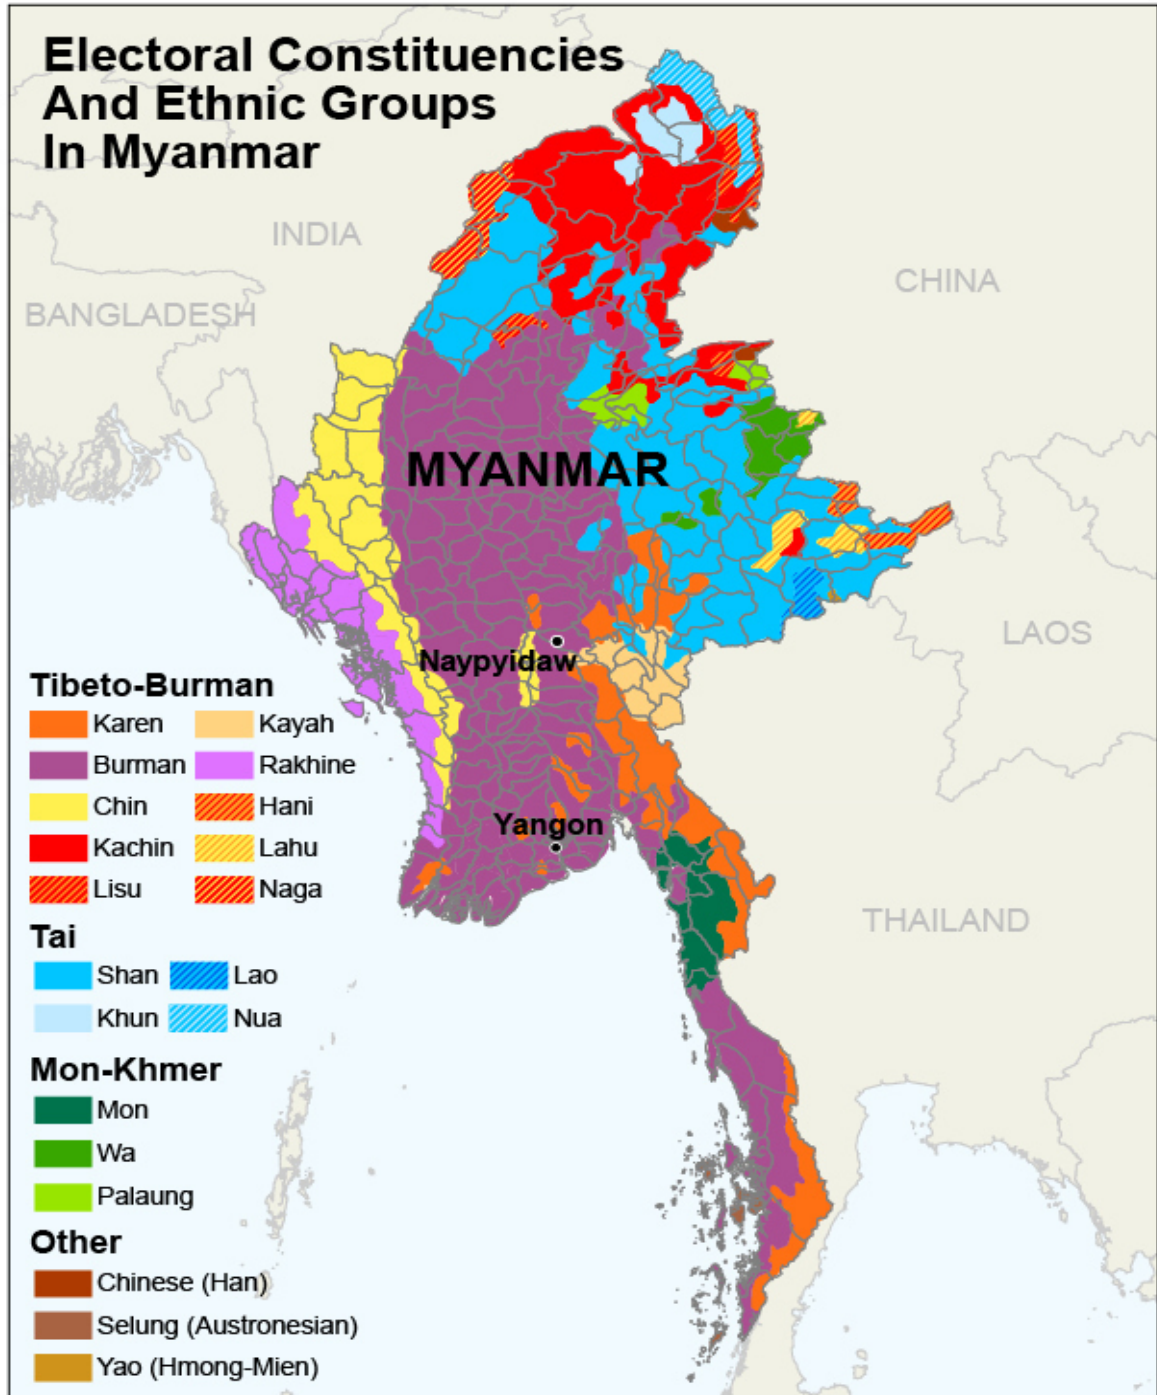 Electoral Constituencies
And Ethnic Groups
In Myanmar
INDIA
CHINA
BANGLADESH
MYANMAR
LAOS
Naypyidaw
Yangon
THAILAND
Tibeto-Burman
Karen Kayah
Burman Rakhine
Chin Hani
Kachin Lahu
Lisu Naga
Tai
Shan Lao
Khun Nua
Mon-Khmer
Mon
Wa
Palaung
Other
Chinese (Han)
Selung (Austronesian)
Yao (Hmong-Mien)